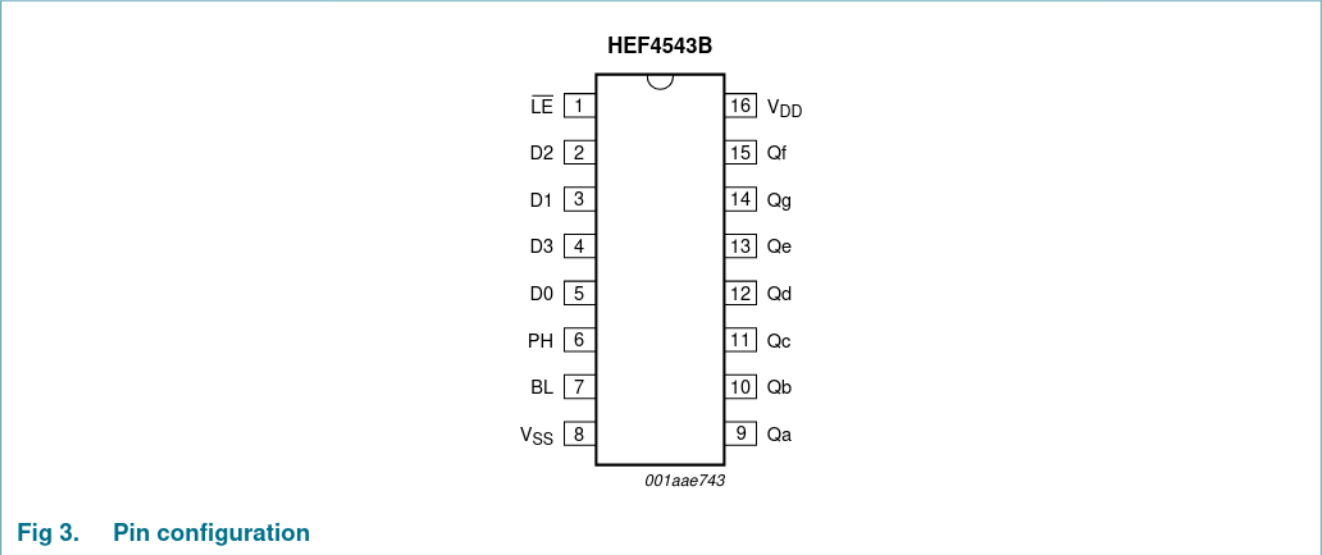 HEF4543B
L̅E̅ 1 16 VDD
D2 2 15 Qf
D1 3 14 Qg
D3 4 13 Qe
D0 5 12 Qd
PH 6 11 Qc
BL 7 10 Qb
VSS 8 9 Qa
001aae743
Fig 3. Pin configuration